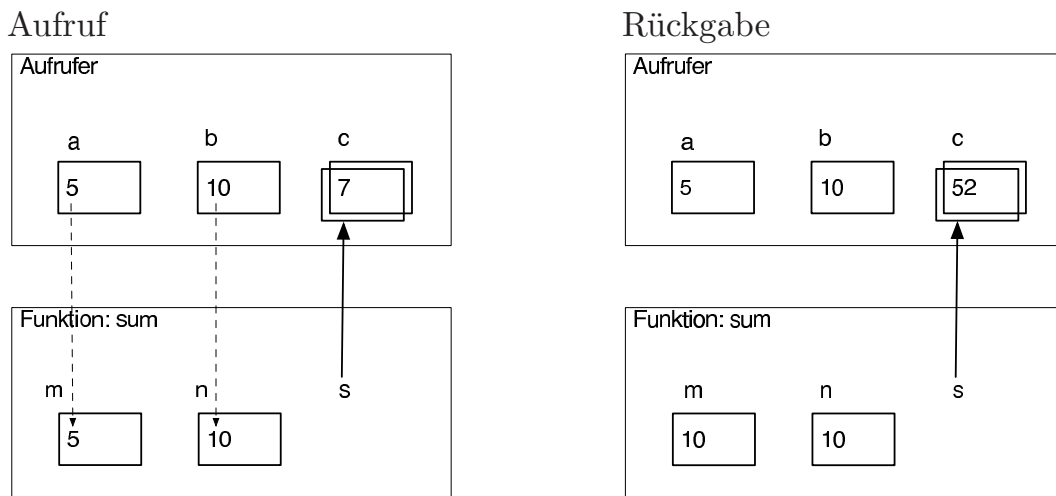 Aufruf
Aufrufer
a b c
5 10 7
Funktion: sum
m n s
5 10
Rückgabe
Aufrufer
a b c
5 10 52
Funktion: sum
m n s
10 10